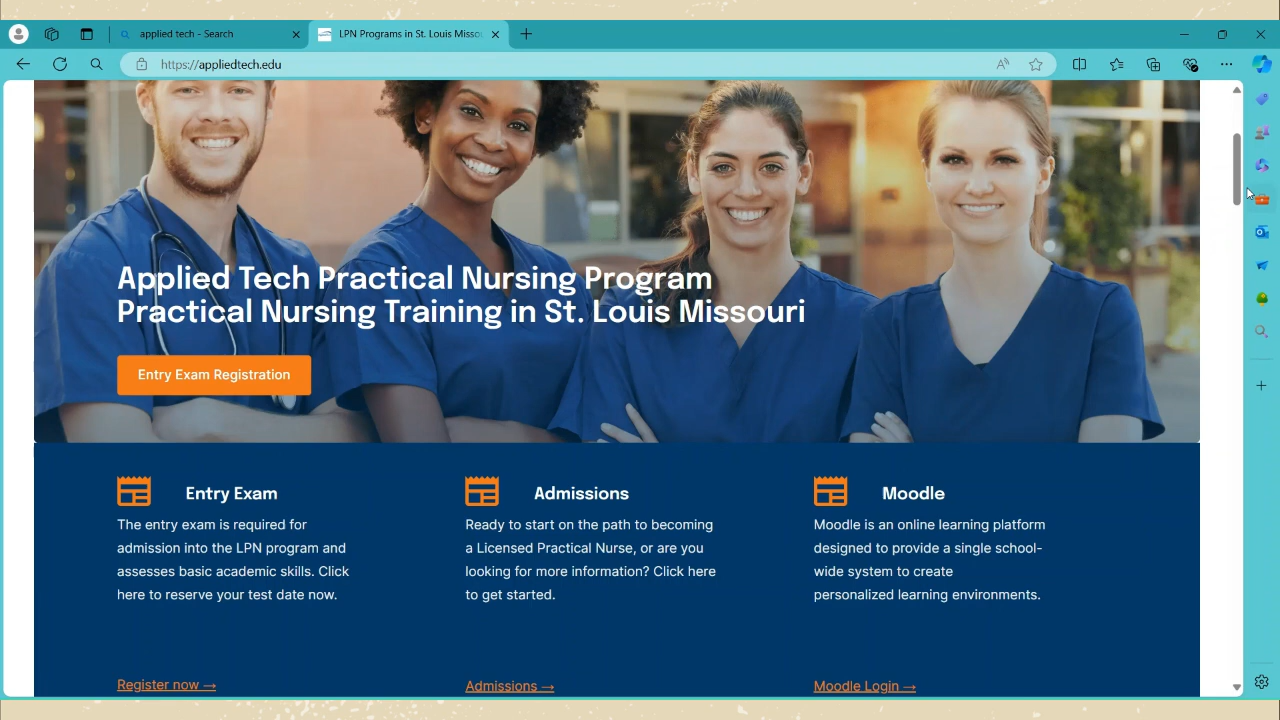 applied tech - Search
LPN Programs in St. Louis Missou
https://appliedtech.edu
Applied Tech Practical Nursing Program
Practical Nursing Training in St. Louis Missouri
Entry Exam Registration
Entry Exam
The entry exam is required for
admission into the LPN program and
assesses basic academic skills. Click
here to reserve your test date now.
Register now →
Admissions
Ready to start on the path to becoming
a Licensed Practical Nurse, or are you
looking for more information? Click here
to get started.
Admissions →
Moodle
Moodle is an online learning platform
designed to provide a single school-
wide system to create
personalized learning environments.
Moodle Login →